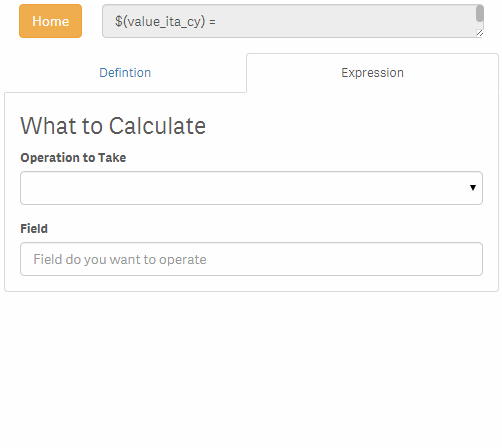 Home
$(value_ita_cy) =
Defintion
Expression
What to Calculate
Operation to Take
Field
Field do you want to operate